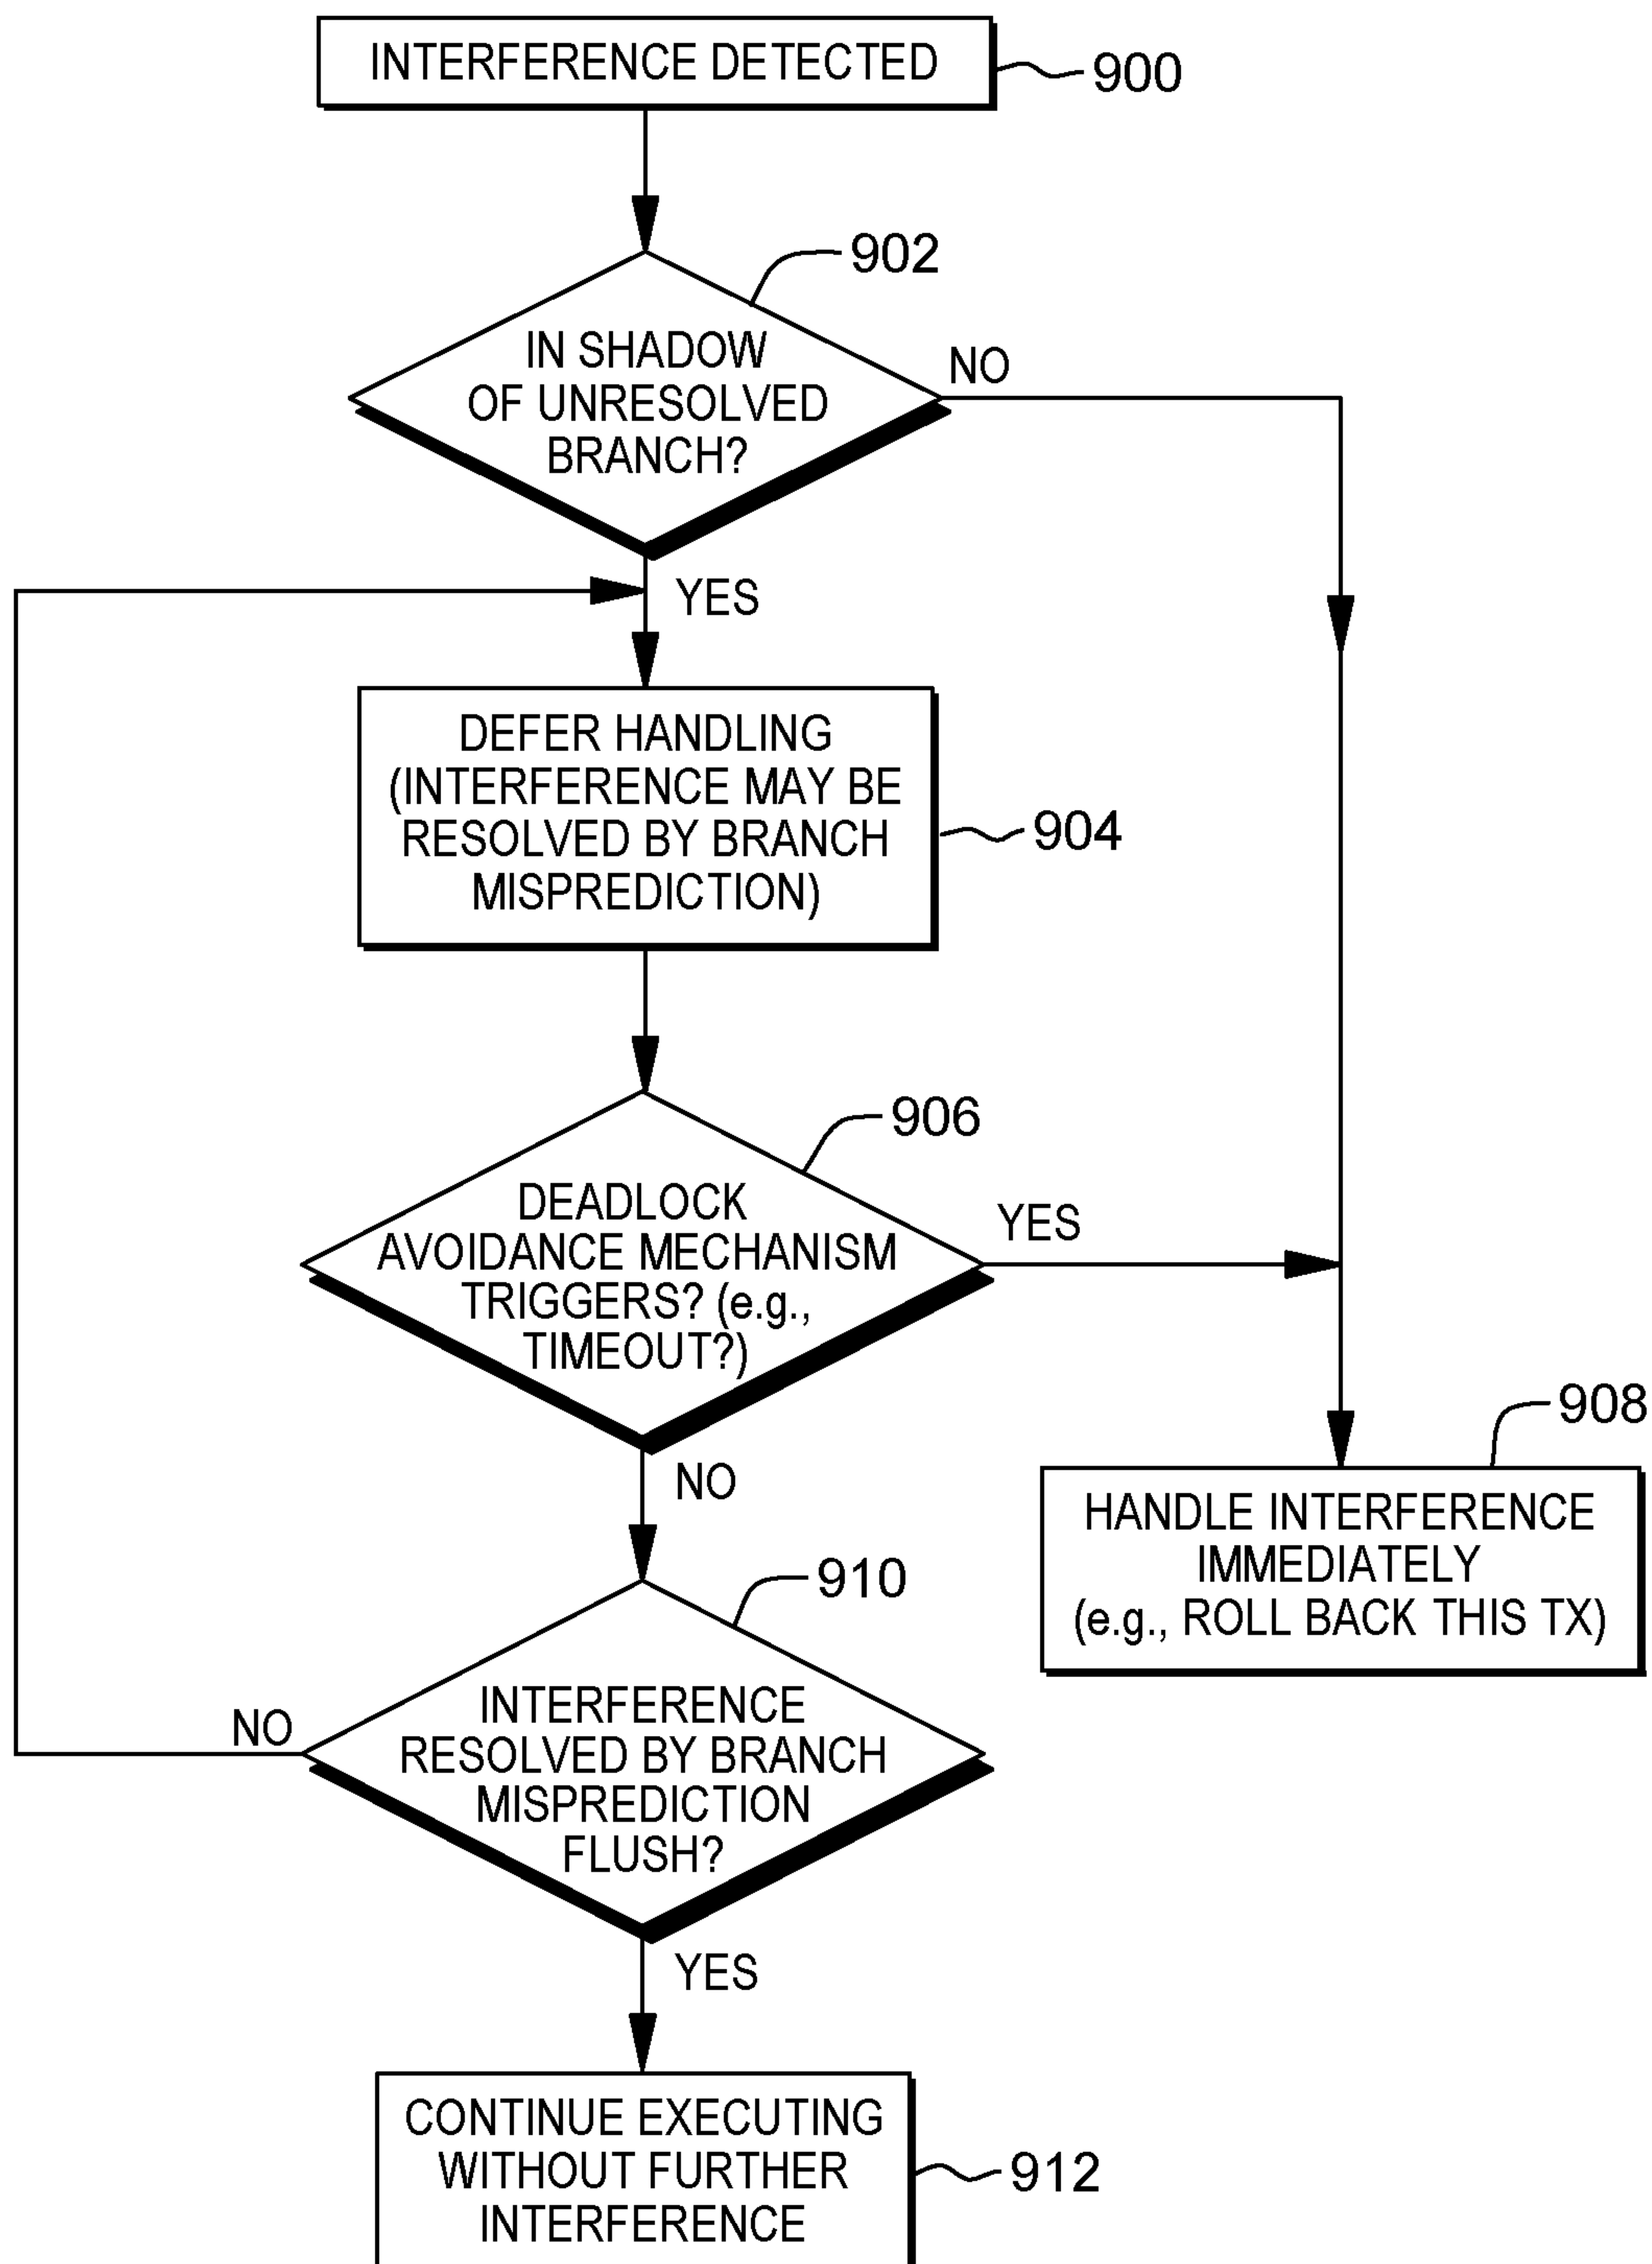 INTERFERENCE DETECTED
900
902
IN SHADOW
OF UNRESOLVED
BRANCH?
NO
YES
DEFER HANDLING
(INTERFERENCE MAY BE
RESOLVED BY BRANCH
MISPREDICTION)
904
906
DEADLOCK
AVOIDANCE MECHANISM
TRIGGERS? (e.g.,
TIMEOUT?)
YES
NO
908
HANDLE INTERFERENCE
IMMEDIATELY
(e.g., ROLL BACK THIS TX)
910
INTERFERENCE
RESOLVED BY BRANCH
MISPREDICTION
FLUSH?
NO
YES
CONTINUE EXECUTING
WITHOUT FURTHER
INTERFERENCE
912